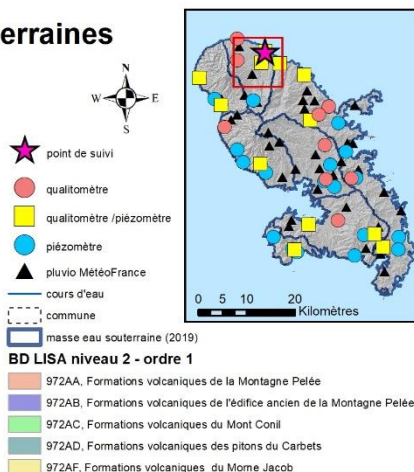 erraines
N
W E
S
point de suivi
qualitomètre
qualitomètre /piézomètre
piézomètre
pluvio MétéoFrance
cours d'eau
commune
masse eau souterraine (2019)
0 5 10 20
Kilomètres
BD LISA niveau 2 - ordre 1
972AA, Formations volcaniques de la Montagne Pelée
972AB, Formations volcaniques de l'édifice ancien de la Montagne Pelée
972AC, Formations volcaniques du Mont Conil
972AD, Formations volcaniques des pitons du Carbets
972AF, Formations volcaniques du Morne Jacob